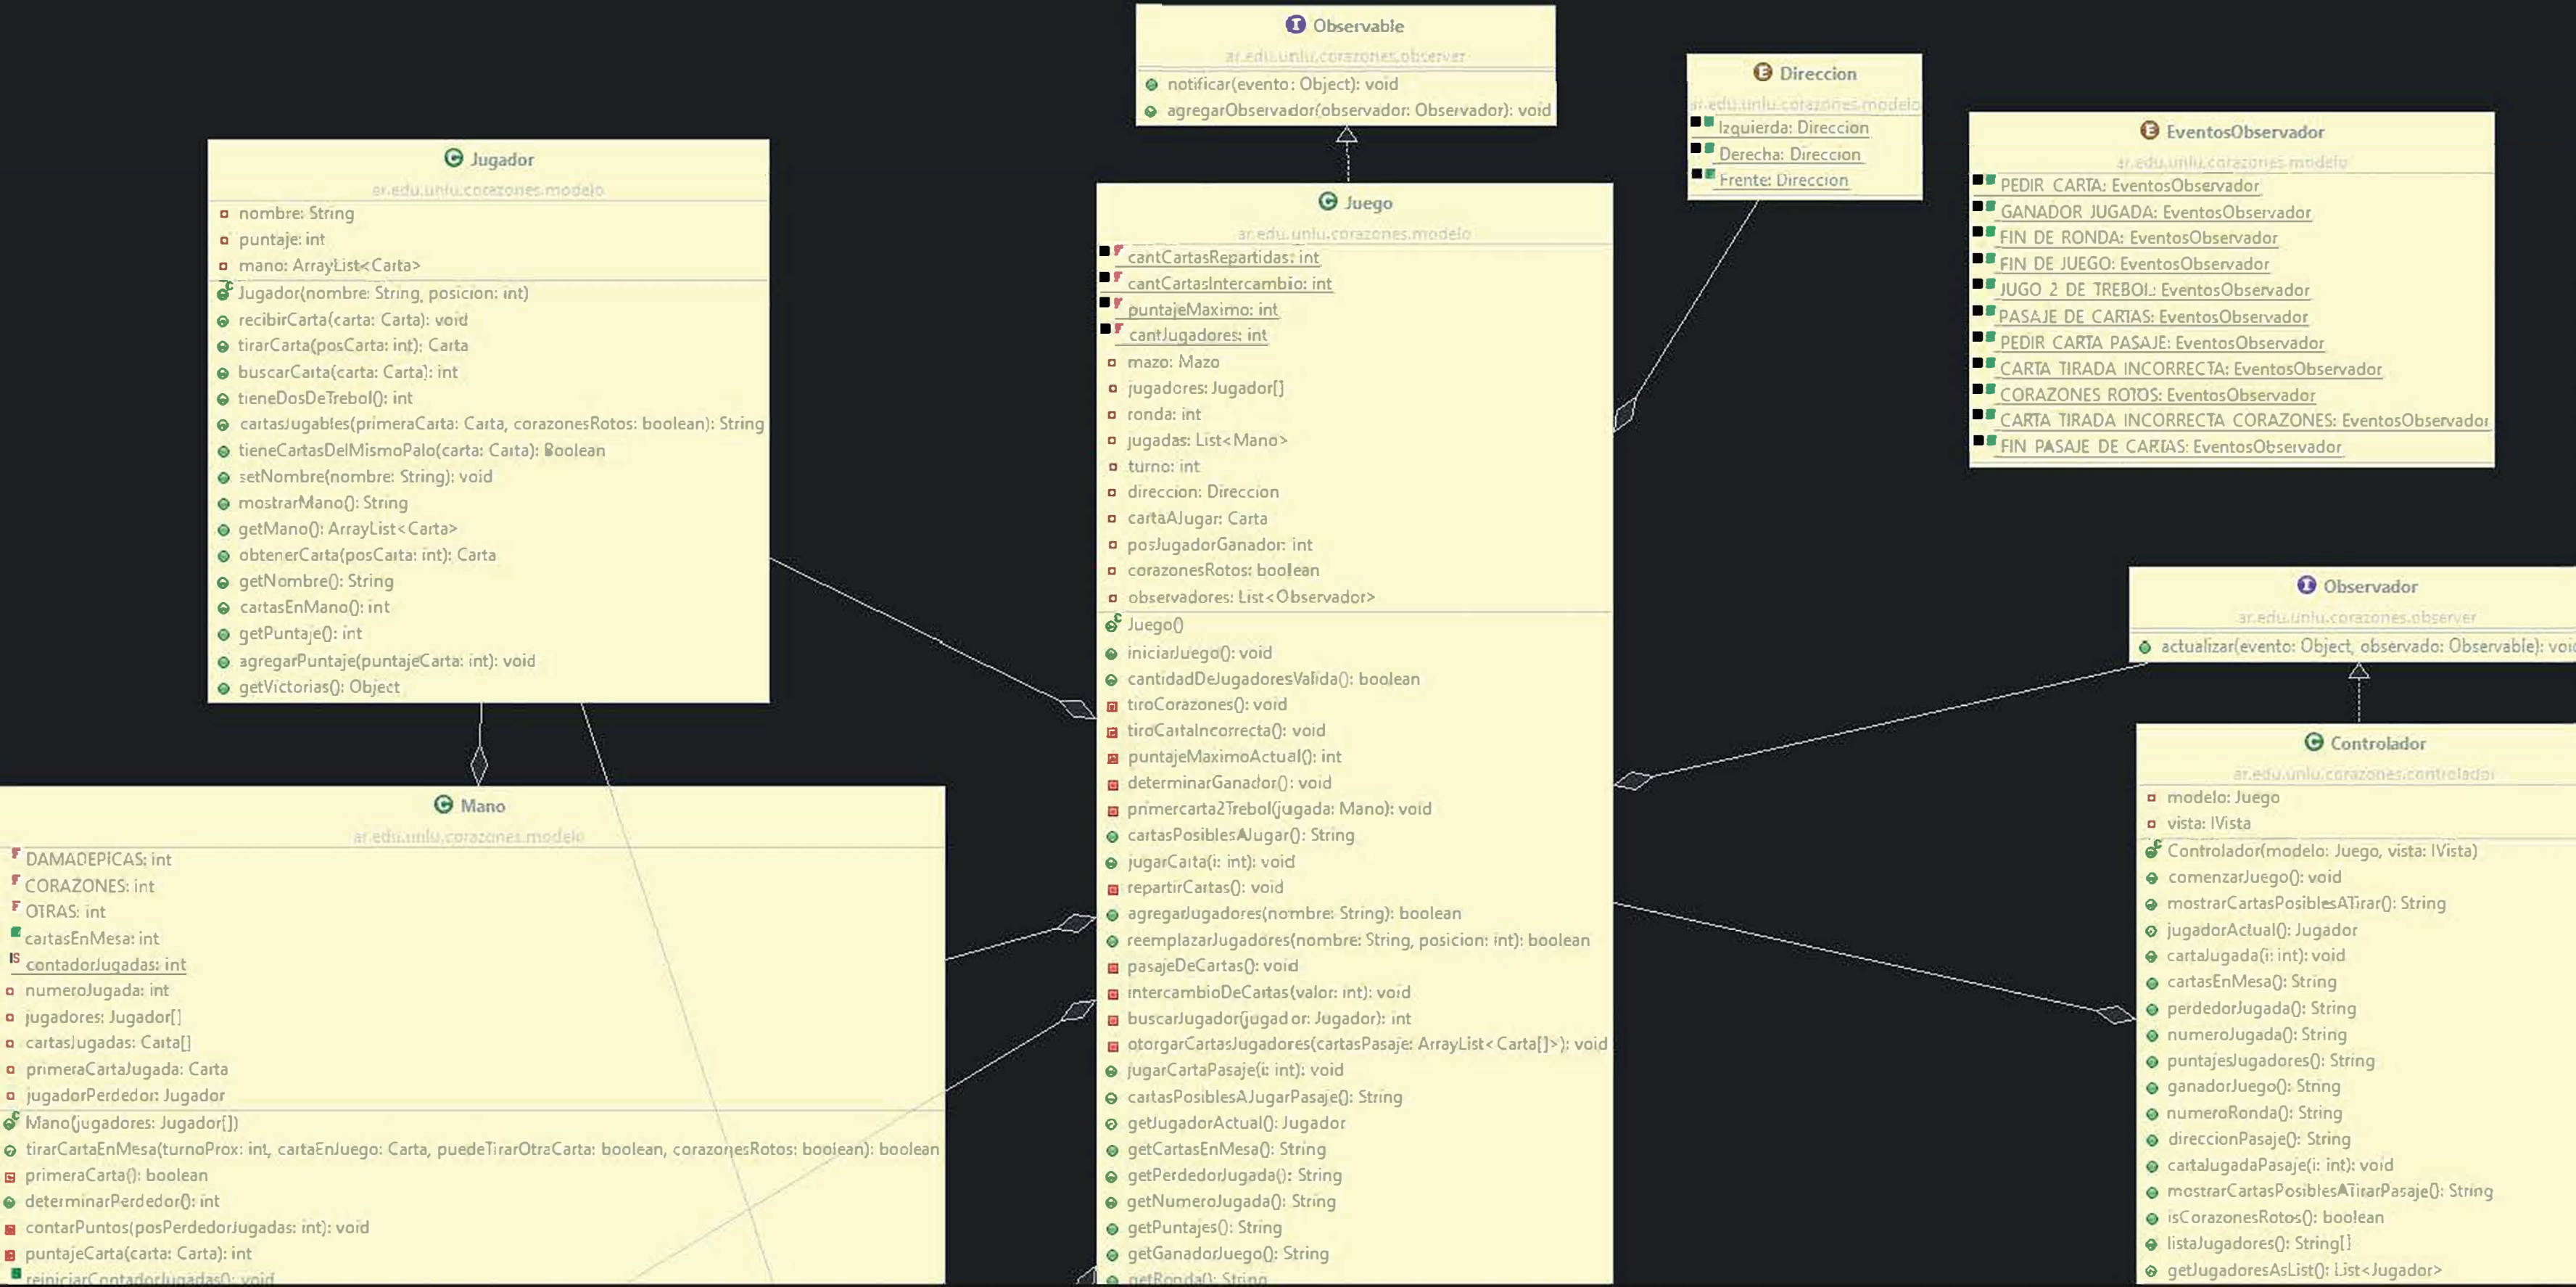 Observable
ar.edu.unlu.corazones.observer
notificar(evento: Object): void
agregarObservador(observador: Observador): void
Direccion
ar.edu.unlu.corazones.modelo
Izquierda: Direccion
Derecha: Direccion
Frente: Direccion
EventosObservador
ar.edu.unlu.corazones.modelo
PEDIR_CARTA: EventosObservador
GANADOR_JUGADA: EventosObservador
FIN_DE_RONDA: EventosObservador
FIN_DE_JUEGO: EventosObservador
JUGO_2_DE_TREBOL: EventosObservador
PASAJE_DE_CARTAS: EventosObservador
PEDIR_CARTA_PASAJE: EventosObservador
CARTA_TIRADA_INCORRECTA: EventosObservador
CORAZONES_ROTOS: EventosObservador
CARTA_TIRADA_INCORRECTA_CORAZONES: EventosObservador
FIN_PASAJE_DE_CARTAS: EventosObservador
Jugador
ar.edu.unlu.corazones.modelo
nombre: String
puntaje: int
mano: ArrayList<Carta>
Jugador(nombre: String, posicion: int)
recibirCarta(carta: Carta): void
tirarCarta(posCarta: int): Carta
buscarCarta(carta: Carta): int
tieneDosDeTrebol(): int
cartasJugables(primeraCarta: Carta, corazonesRotos: boolean): String
tieneCartasDelMismoPalo(carta: Carta): Boolean
setNombre(nombre: String): void
mostrarMano(): String
getMano(): ArrayList<Carta>
obtenerCarta(posCarta: int): Carta
getNombre(): String
cartasEnMano(): int
getPuntaje(): int
agregarPuntaje(puntajeCarta: int): void
getVictorias(): Object
Juego
ar.edu.unlu.corazones.modelo
cantCartasRepartidas: int
cantCartasIntercambio: int
puntajeMaximo: int
cantJugadores: int
mazo: Mazo
jugadores: Jugador[]
ronda: int
jugadas: List<Mano>
turno: int
direccion: Direccion
cartaAJugar: Carta
posJugadorGanador: int
corazonesRotos: boolean
observadores: List<Observador>
Juego()
iniciarJuego(): void
cantidadDeJugadoresValida(): boolean
tiroCorazones(): void
tiroCartaIncorrecta(): void
puntajeMaximoActual(): int
determinarGanador(): void
primercarta2Trebol(jugada: Mano): void
cartasPosiblesAJugar(): String
jugarCarta(i: int): void
repartirCartas(): void
agregarJugadores(nombre: String): boolean
reemplazarJugadores(nombre: String, posicion: int): boolean
pasajeDeCartas(): void
intercambioDeCartas(valor: int): void
buscarJugador(jugador: Jugador): int
otorgarCartasJugadores(cartasPasaje: ArrayList<Carta[]>): void
jugarCartaPasaje(i: int): void
cartasPosiblesAJugarPasaje(): String
getJugadorActual(): Jugador
getCartasEnMesa(): String
getPerdedorJugada(): String
getNumeroJugada(): String
getPuntajes(): String
getGanadorJuego(): String
getRonda(): String
Observador
ar.edu.unlu.corazones.observer
actualizar(evento: Object, observado: Observable): voi
Controlador
ar.edu.unlu.corazones.controlador
modelo: Juego
vista: IVista
Controlador(modelo: Juego, vista: IVista)
comenzarJuego(): void
mostrarCartasPosiblesATirar(): String
jugadorActual(): Jugador
cartaJugada(i: int): void
cartasEnMesa(): String
perdedorJugada(): String
numeroJugada(): String
puntajesJugadores(): String
ganadorJuego(): String
numeroRonda(): String
direccionPasaje(): String
cartaJugadaPasaje(i: int): void
mostrarCartasPosiblesATirarPasaje(): String
isCorazonesRotos(): boolean
listaJugadores(): String[]
getJugadoresAsList(): List<Jugador>
Mano
ar.edu.unlu.corazones.modelo
DAMADEPICAS: int
CORAZONES: int
OTRAS: int
cartasEnMesa: int
contadorJugadas: int
numeroJugada: int
jugadores: Jugador[]
cartasJugadas: Carta[]
primeraCartaJugada: Carta
jugadorPerdedor: Jugador
Mano(jugadores: Jugador[])
tirarCartaEnMesa(turnoProx: int, cartaEnJuego: Carta, puedeTirarOtraCarta: boolean, corazonesRotos: boolean): boolean
primeraCarta(): boolean
determinarPerdedor(): int
contarPuntos(posPerdedorJugadas: int): void
puntajeCarta(carta: Carta): int
reiniciarContadorJugadas(): void